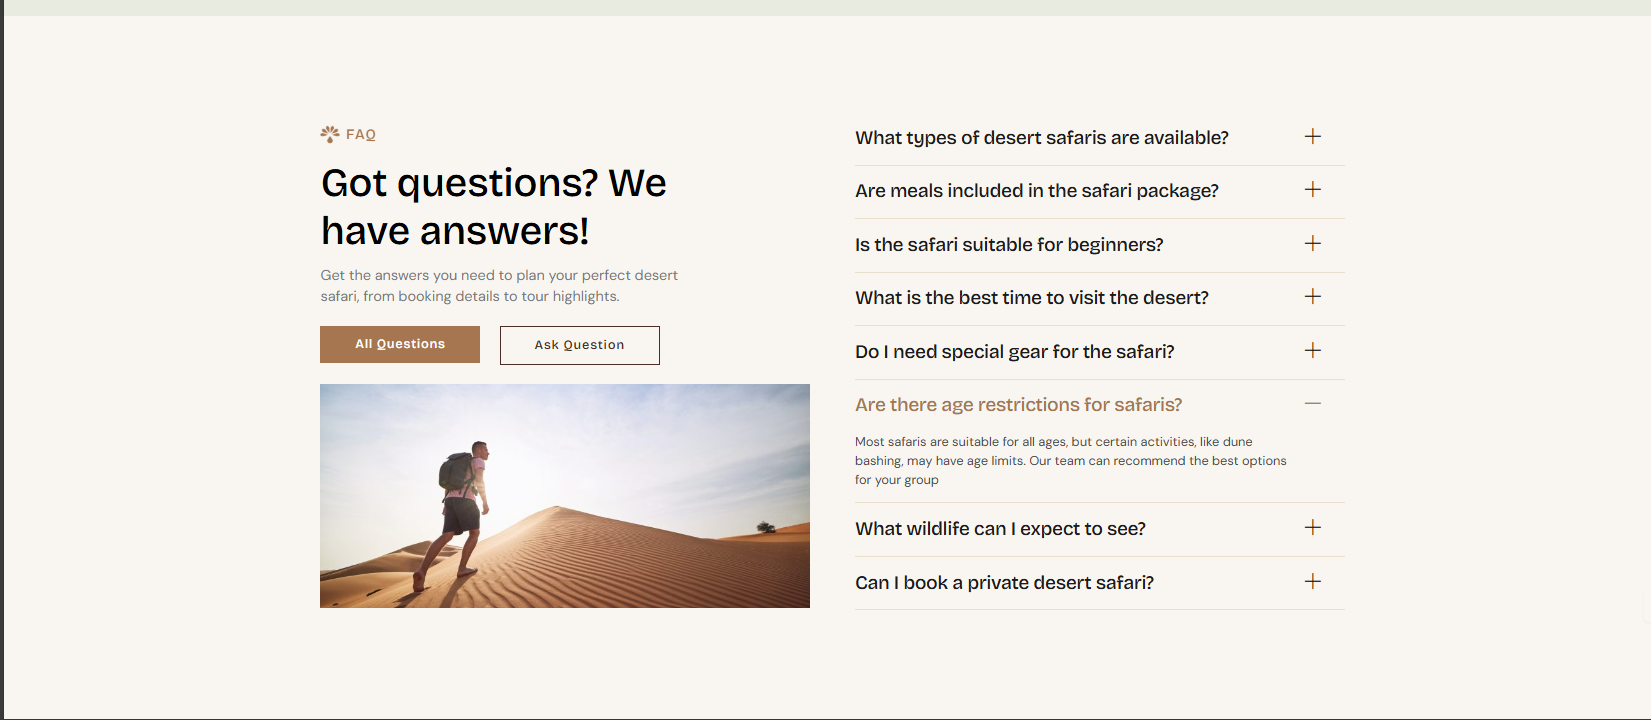 FAQ
Got questions? We
have answers!
Get the answers you need to plan your perfect desert
safari, from booking details to tour highlights.
All Questions
Ask Question
What types of desert safaris are available?
Are meals included in the safari package?
Is the safari suitable for beginners?
What is the best time to visit the desert?
Do I need special gear for the safari?
Are there age restrictions for safaris?
Most safaris are suitable for all ages, but certain activities, like dune
bashing, may have age limits. Our team can recommend the best options
for your group
What wildlife can I expect to see?
Can I book a private desert safari?